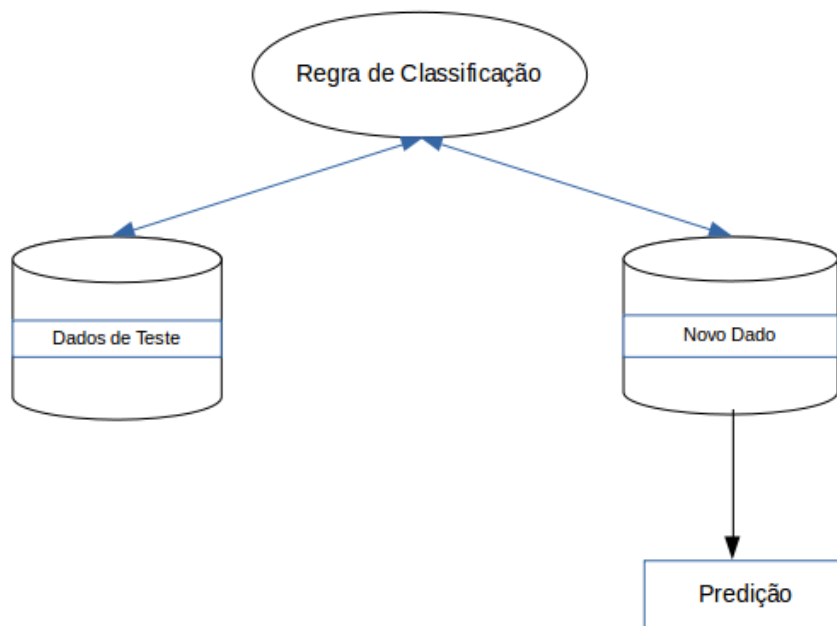 Regra de Classificação
Dados de Teste
Novo Dado
Predição